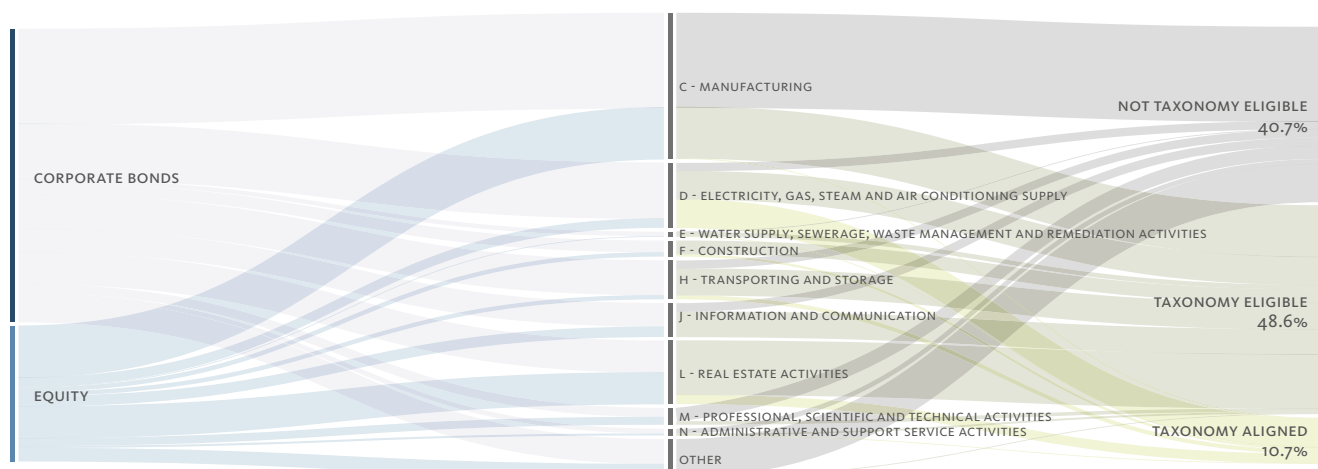 CORPORATE BONDS
EQUITY
C - MANUFACTURING
D - ELECTRICITY, GAS, STEAM AND AIR CONDITIONING SUPPLY
E - WATER SUPPLY; SEWERAGE; WASTE MANAGEMENT AND REMEDIATION ACTIVITIES
F - CONSTRUCTION
H - TRANSPORTING AND STORAGE
J - INFORMATION AND COMMUNICATION
L - REAL ESTATE ACTIVITIES
M - PROFESSIONAL, SCIENTIFIC AND TECHNICAL ACTIVITIES
N - ADMINISTRATIVE AND SUPPORT SERVICE ACTIVITIES
OTHER
NOT TAXONOMY ELIGIBLE
40.7%
TAXONOMY ELIGIBLE
48.6%
TAXONOMY ALIGNED
10.7%